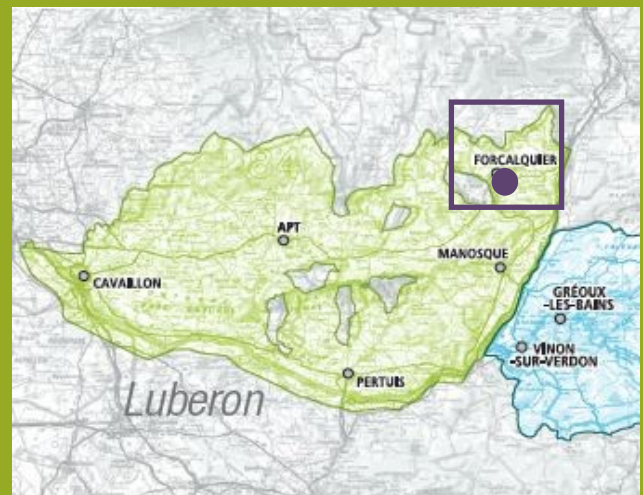 FORCALQUIER
APT
MANOSQUE
CAVAILLON
GRÉOUX
-LES-BAINS
VINON
-SUR-VERDON
PERTUIS
Luberon